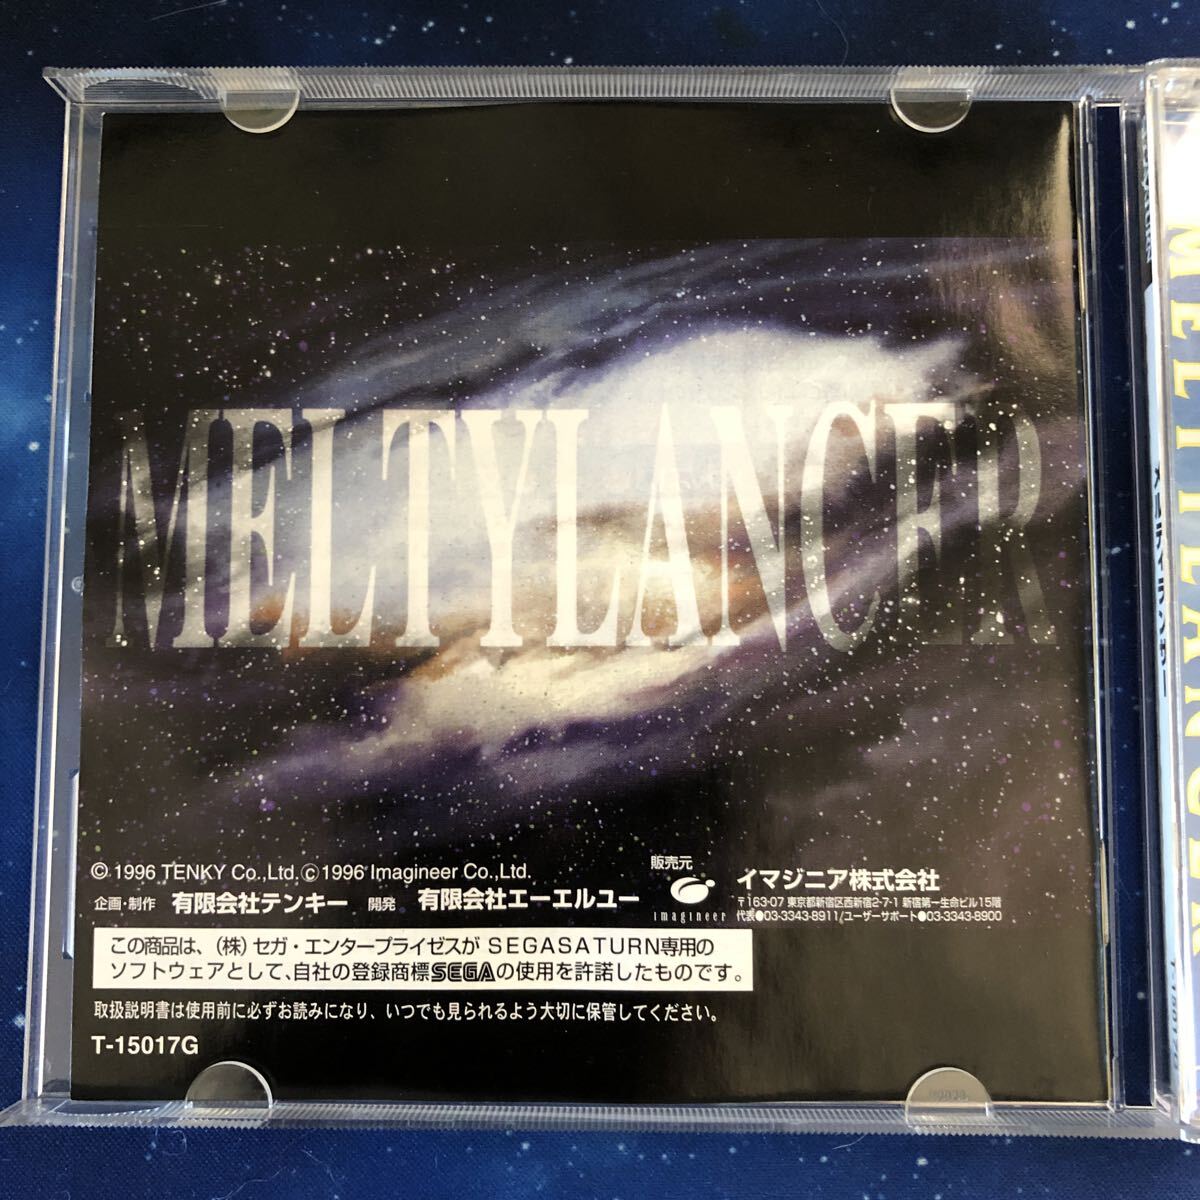 MELTYLANCER
© 1996 TENKY Co.,Ltd. © 1996 Imagineer Co.,Ltd.
企画・制作 有限会社テンキー 開発 有限会社エーエルユー
販売元
imagineer
イマジニア株式会社
〒163-07 東京都新宿区西新宿2-7-1 新宿第一生命ビル15階
代表●03-3343-8911/ユーザーサポート●03-3343-8900
この商品は、(株)セガ・エンタープライゼスが SEGASATURN専用の
ソフトウェアとして、自社の登録商標SEGAの使用を許諾したものです。
取扱説明書は使用前に必ずお読みになり、いつでも見られるよう大切に保管してください。
T-15017G
MELTYLANCER